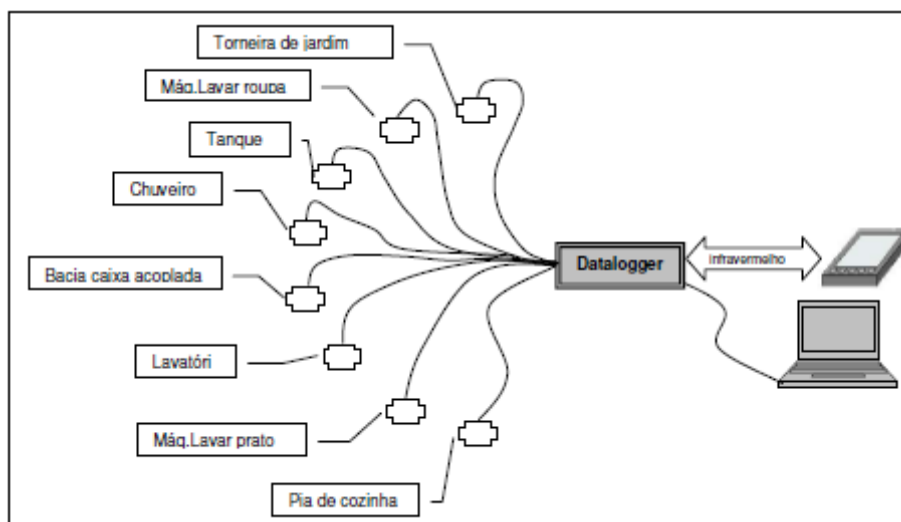 Torneira de jardim
Máq.Lavar roupa
Tanque
Chuveiro
Bacia caixa acoplada
Datalogger
infravermelho
Lavatóri
Máq.Lavar prato
Pia de cozinha